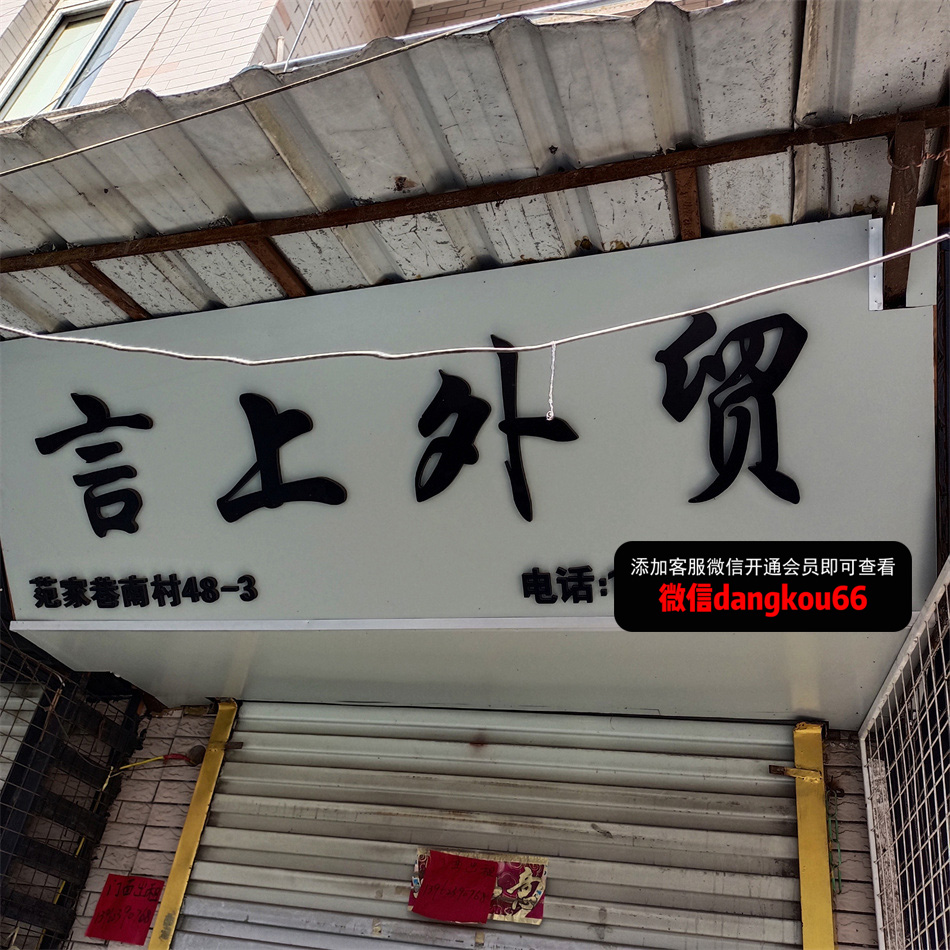 言上外贸
苑家巷南村48-3
电话:
添加客服微信开通会员即可查看
微信dangkou66